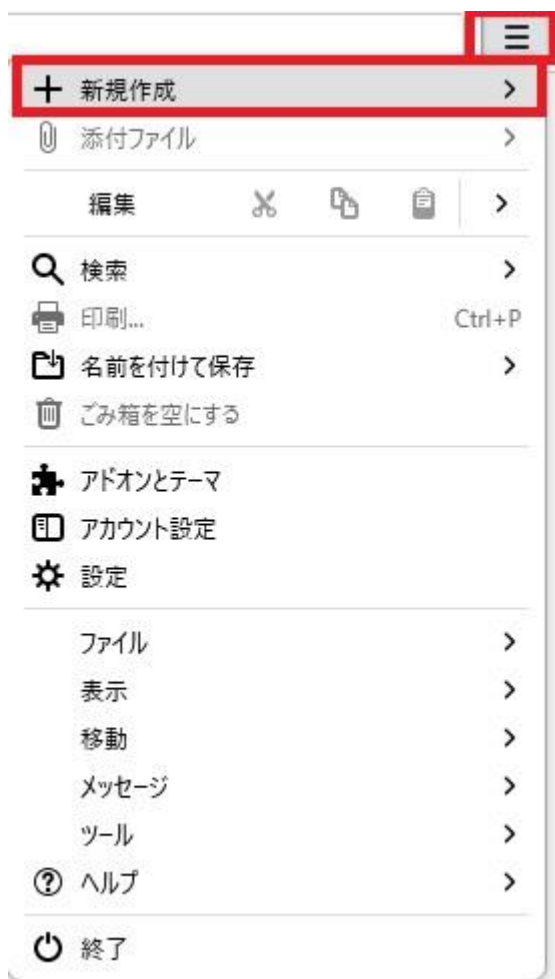 新規作成
添付ファイル
編集
検索
印刷... Ctrl+P
名前を付けて保存
ごみ箱を空にする
アドオンとテーマ
アカウント設定
設定
ファイル
表示
移動
メッセージ
ツール
ヘルプ
終了